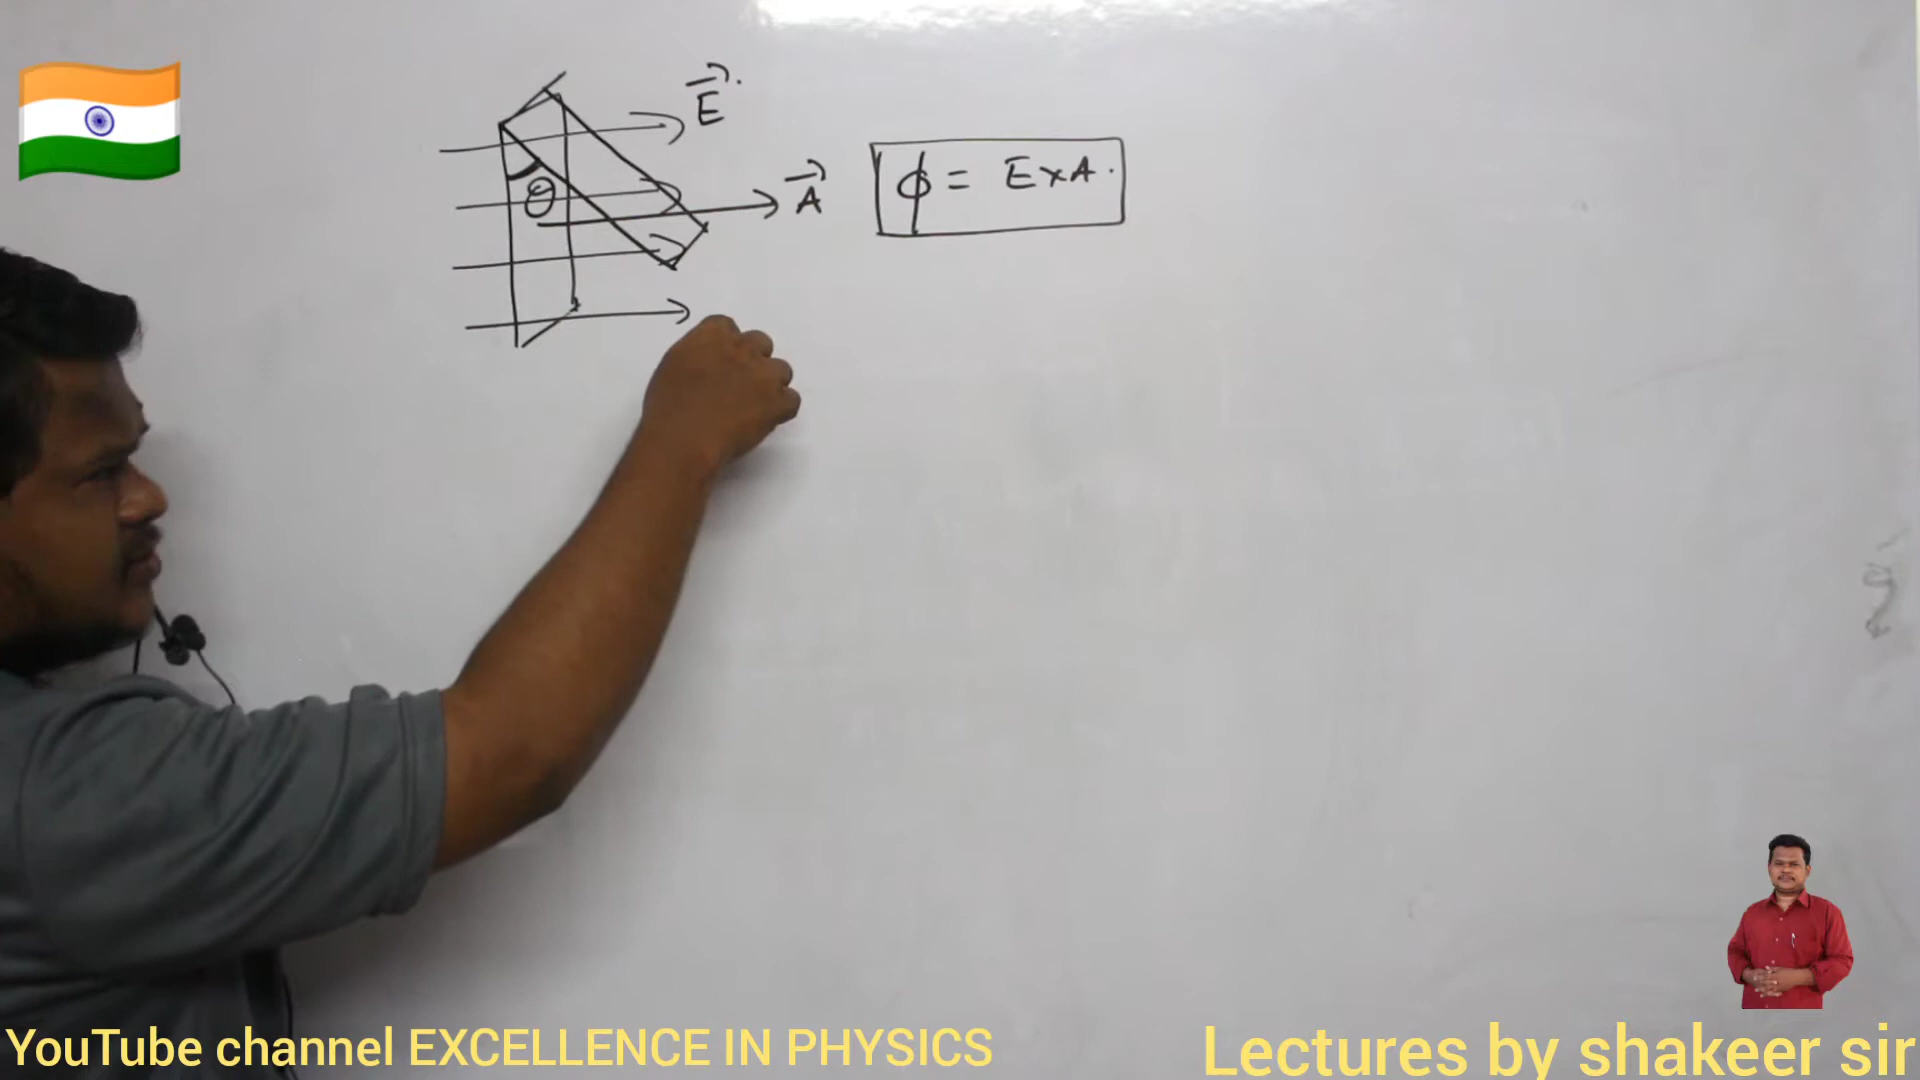 E
A
ϕ = E×A.
θ
YouTube channel EXCELLENCE IN PHYSICS
Lectures by shakeer sir